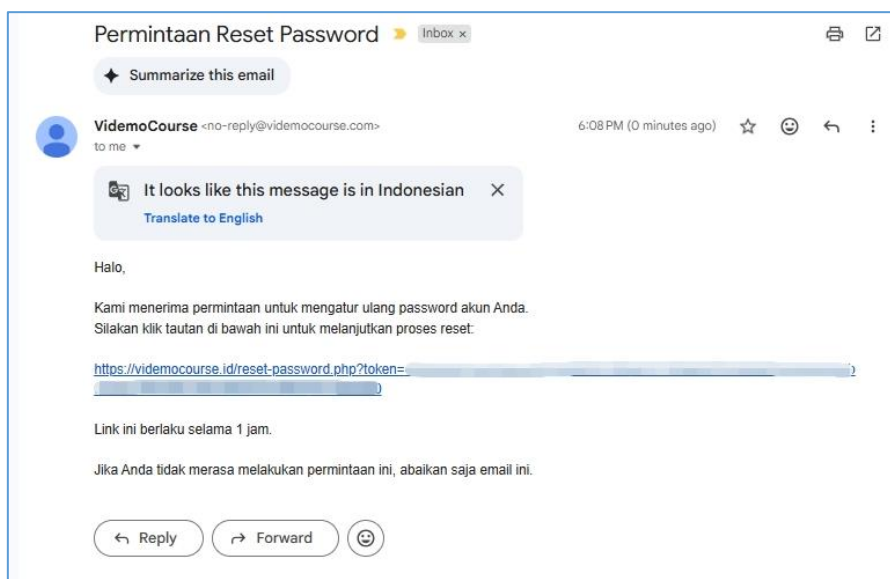 Permintaan Reset Password Inbox ×
Summarize this email
VidemoCourse <no-reply@videmocourse.com> 6:08 PM (0 minutes ago)
to me
It looks like this message is in Indonesian
Translate to English
Halo,
Kami menerima permintaan untuk mengatur ulang password akun Anda.
Silakan klik tautan di bawah ini untuk melanjutkan proses reset:
https://videmocourse.id/reset-password.php?token=
Link ini berlaku selama 1 jam.
Jika Anda tidak merasa melakukan permintaan ini, abaikan saja email ini.
Reply Forward